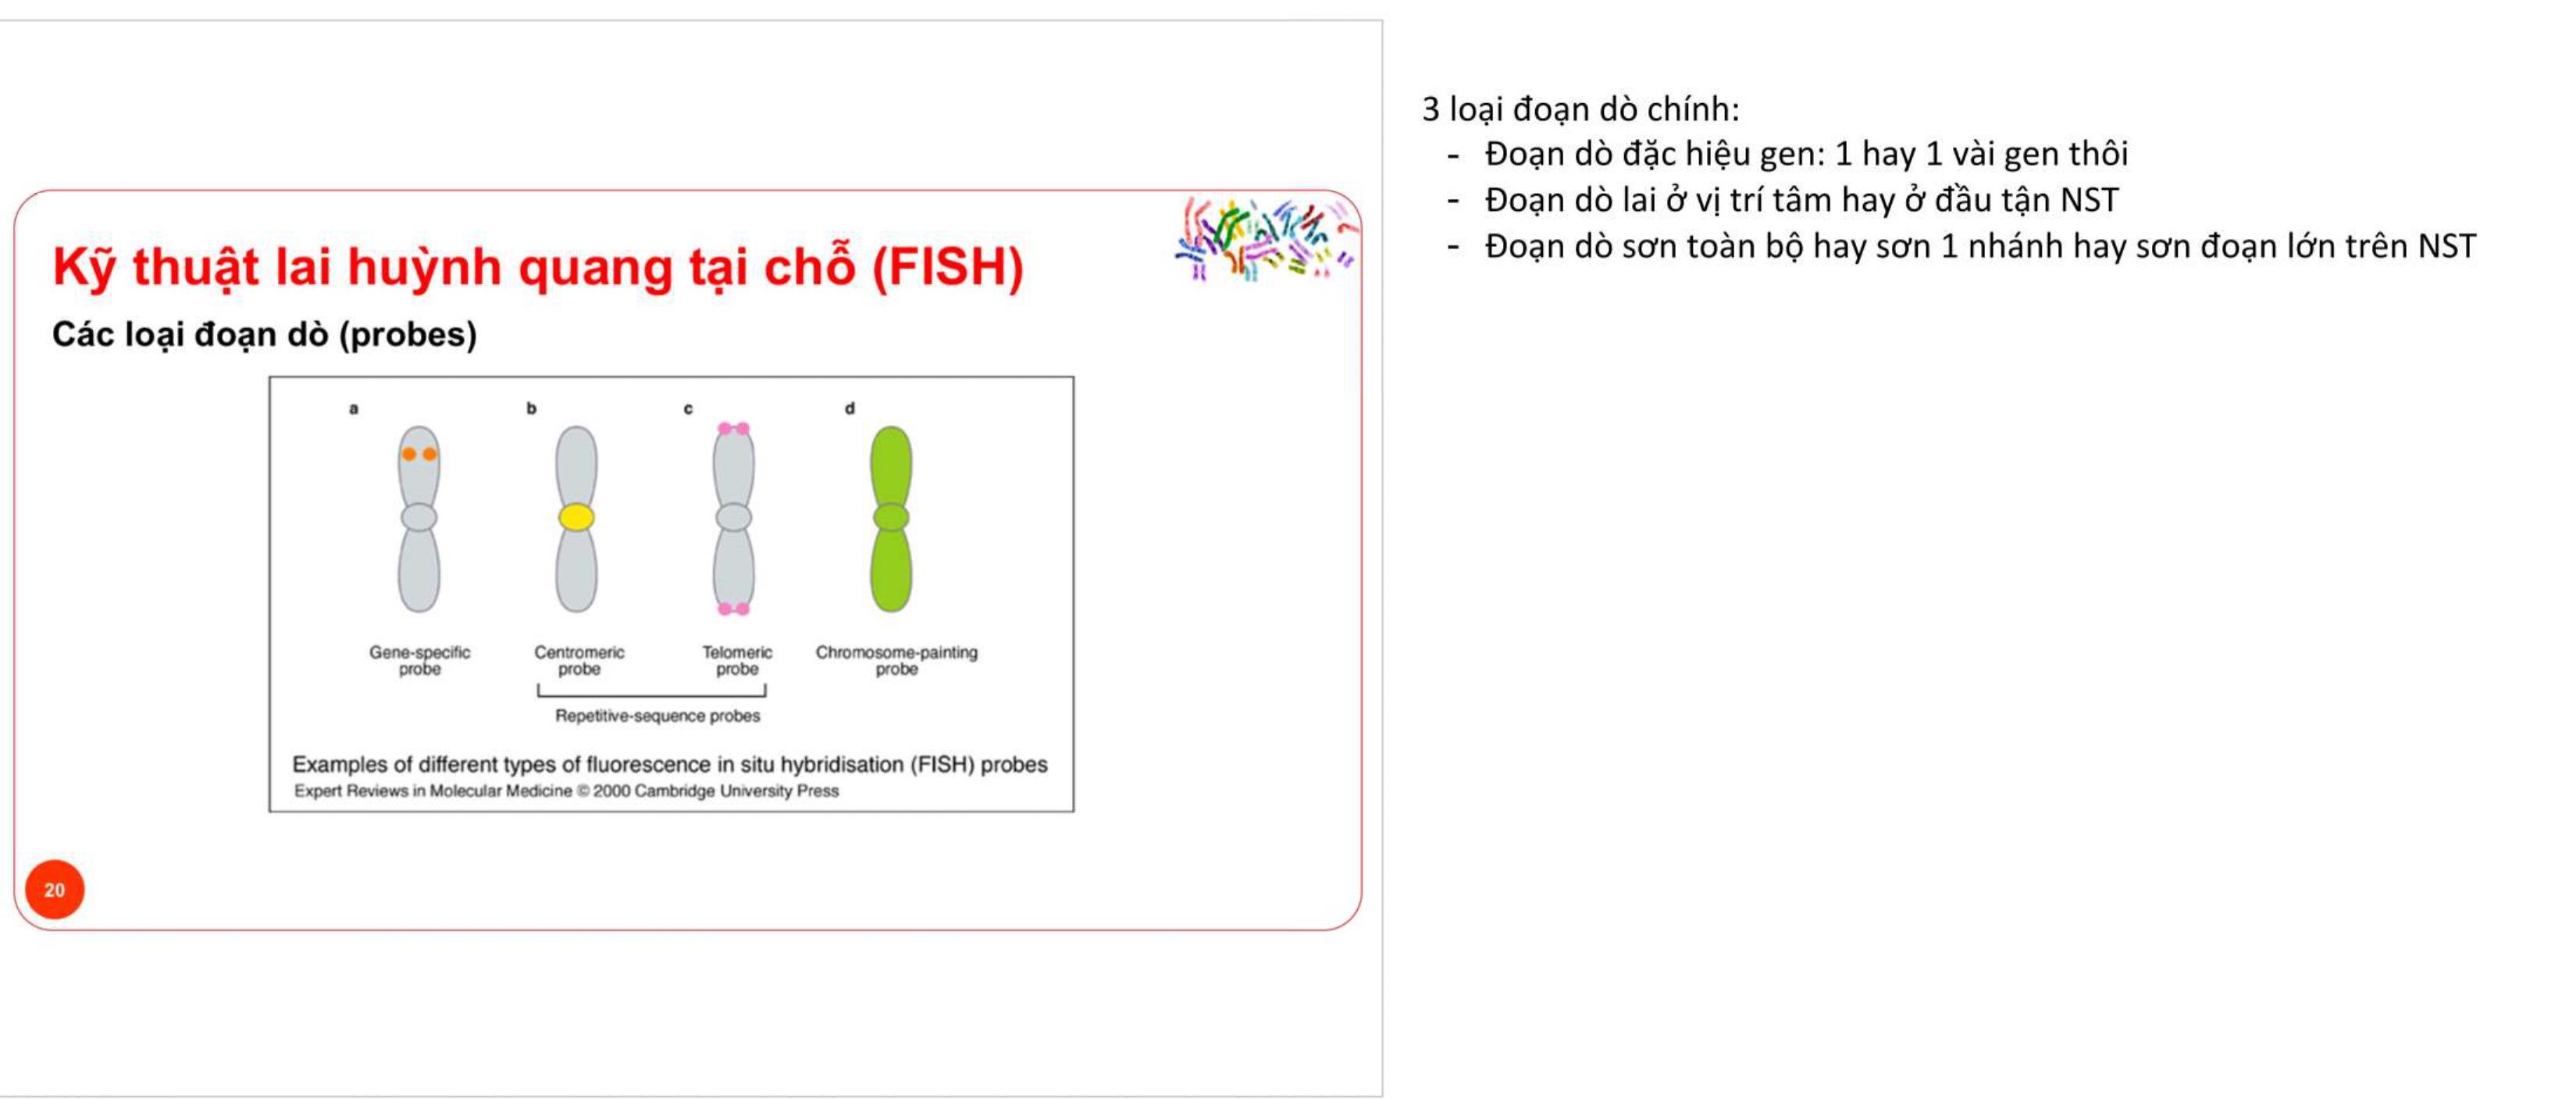 Kỹ thuật lai huỳnh quang tại chỗ (FISH)
Các loại đoạn dò (probes)
a b c d
Gene-specific
probe
Centromeric
probe
Telomeric
probe
Chromosome-painting
probe
Repetitive-sequence probes
Examples of different types of fluorescence in situ hybridisation (FISH) probes
Expert Reviews in Molecular Medicine © 2000 Cambridge University Press
20
3 loại đoạn dò chính:
- Đoạn dò đặc hiệu gen: 1 hay 1 vài gen thôi
- Đoạn dò lai ở vị trí tâm hay ở đầu tận NST
- Đoạn dò sơn toàn bộ hay sơn 1 nhánh hay sơn đoạn lớn trên NST